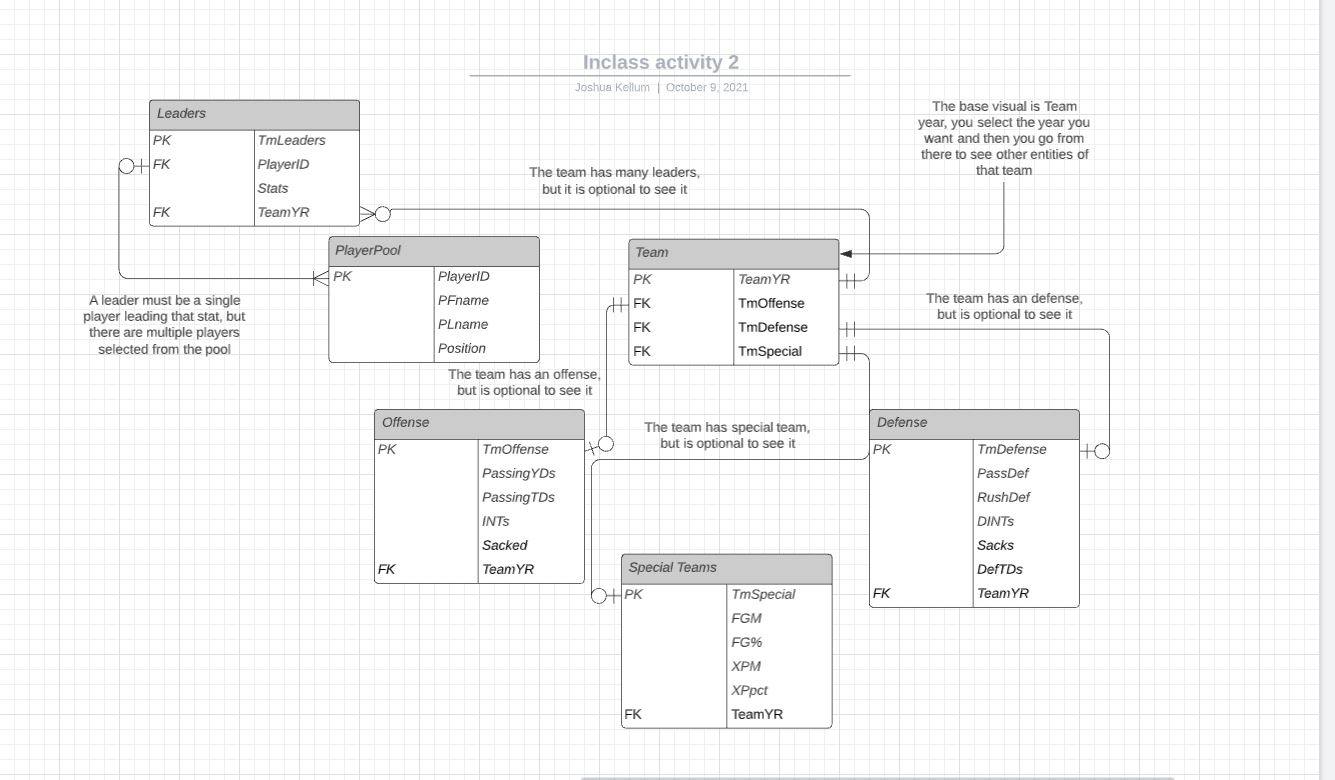 Inclass activity 2
Joshua Kellum | October 9, 2021
Leaders
PK TmLeaders
FK PlayerID
Stats
FK TeamYR
The team has many leaders,
but it is optional to see it
The base visual is Team
year, you select the year you
want and then you go from
there to see other entities of
that team
PlayerPool
PK PlayerID
PFname
PLname
Position
A leader must be a single
player leading that stat, but
there are multiple players
selected from the pool
Team
PK TeamYR
FK TmOffense
FK TmDefense
FK TmSpecial
The team has an defense,
but is optional to see it
The team has an offense,
but is optional to see it
Offense
PK TmOffense
PassingYDs
PassingTDs
INTs
Sacked
FK TeamYR
The team has special team,
but is optional to see it
Defense
PK TmDefense
PassDef
RushDef
DINTs
Sacks
DefTDs
FK TeamYR
Special Teams
PK TmSpecial
FGM
FG%
XPM
XPpct
FK TeamYR